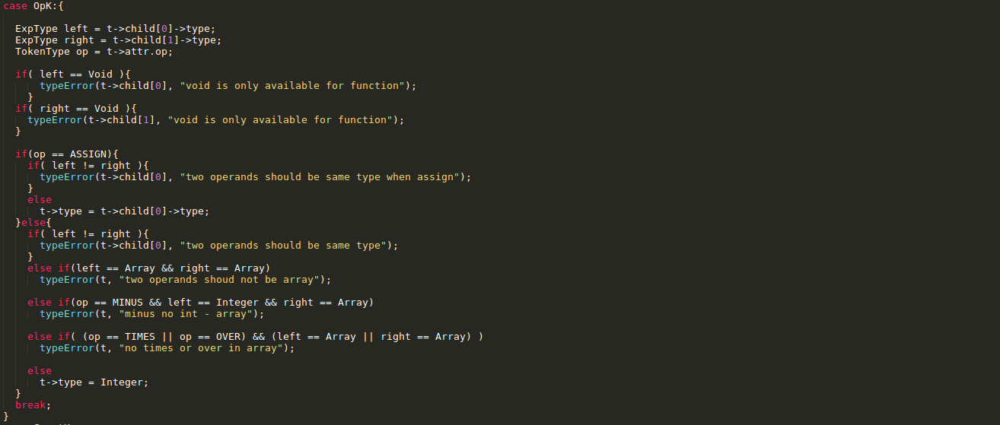 case OpK:{
ExpType left = t->child[0]->type;
ExpType right = t->child[1]->type;
TokenType op = t->attr.op;
if( left == Void ){
typeError(t->child[0], "void is only available for function");
}
if( right == Void ){
typeError(t->child[1], "void is only available for function");
}
if(op == ASSIGN){
if( left != right ){
typeError(t->child[0], "two operands should be same type when assign");
}
else
t->type = t->child[0]->type;
}else{
if( left != right ){
typeError(t->child[0], "two operands should be same type");
}
else if(left == Array && right == Array)
typeError(t, "two operands shoud not be array");
else if(op == MINUS && left == Integer && right == Array)
typeError(t, "minus no int - array");
else if( (op == TIMES || op == OVER) && (left == Array || right == Array) )
typeError(t, "no times or over in array");
else
t->type = Integer;
}
break;
}